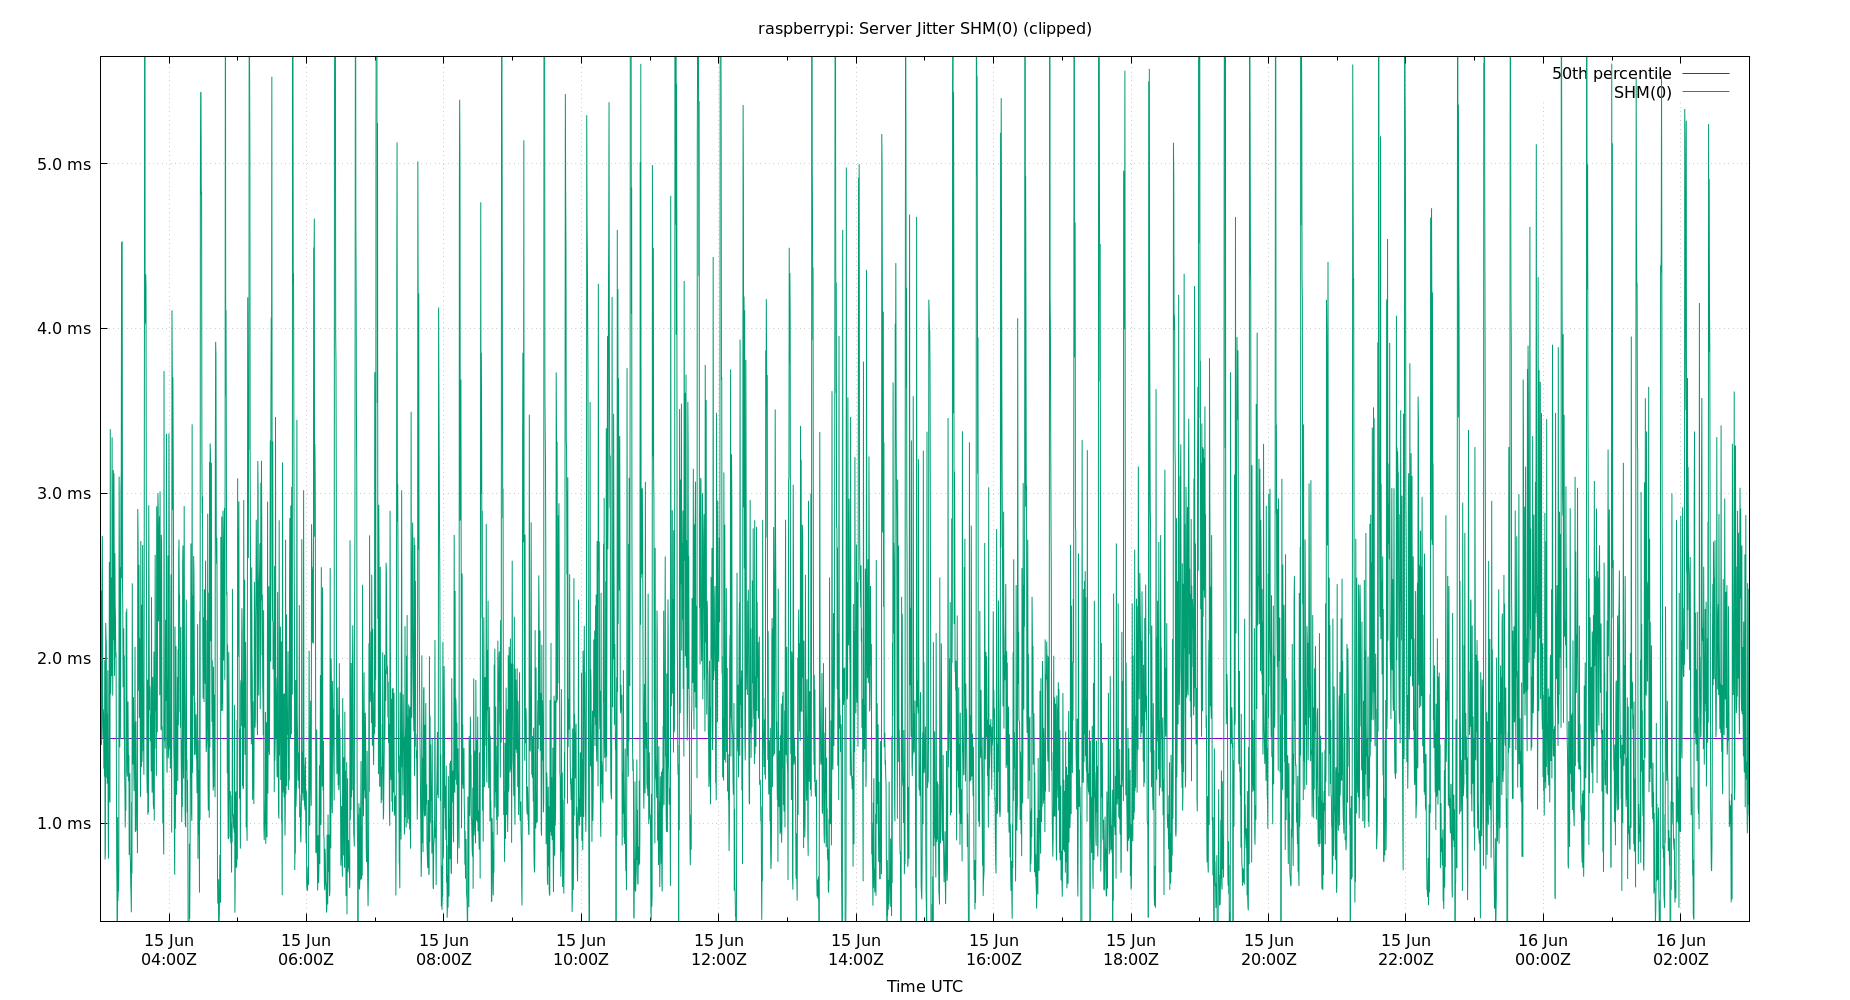 raspberrypi: Server Jitter SHM(0) (clipped)
50th percentile
SHM(0)
5.0 ms
4.0 ms
3.0 ms
2.0 ms
1.0 ms
15 Jun 15 Jun 15 Jun 15 Jun 15 Jun 15 Jun 15 Jun 15 Jun 15 Jun 15 Jun 16 Jun 16 Jun
04:00Z 06:00Z 08:00Z 10:00Z 12:00Z 14:00Z 16:00Z 18:00Z 20:00Z 22:00Z 00:00Z 02:00Z
Time UTC